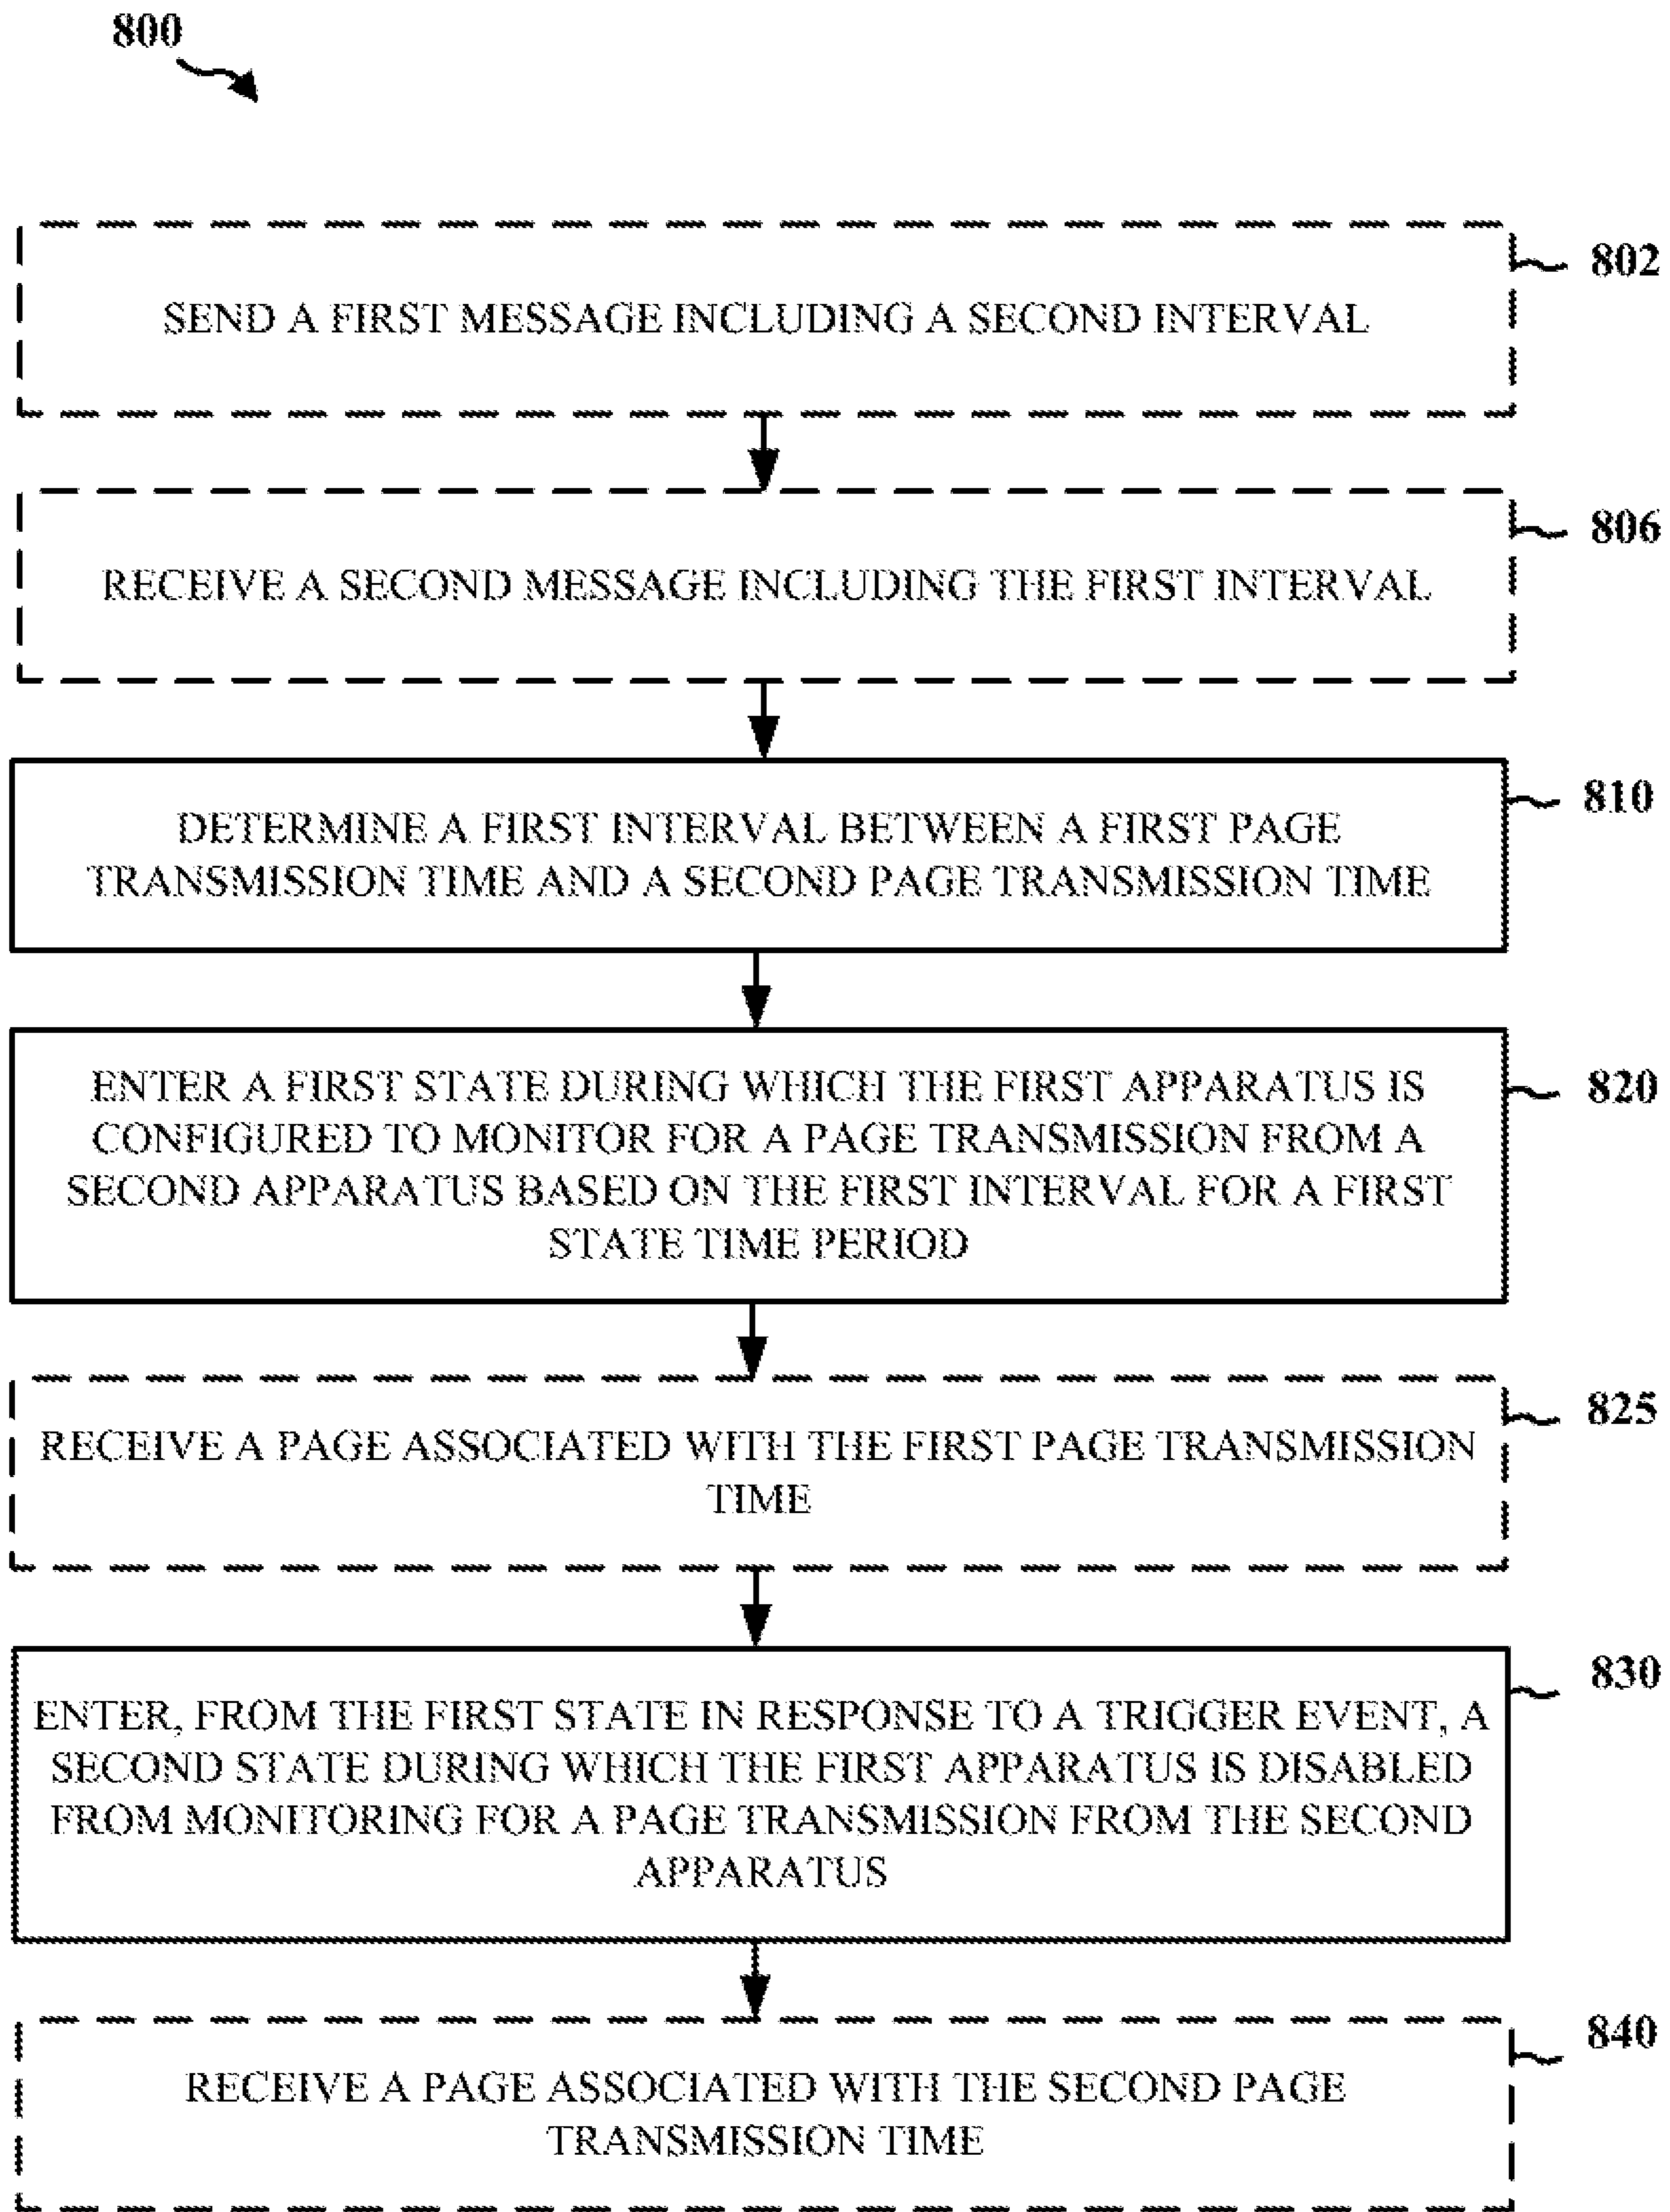 800
802
SEND A FIRST MESSAGE INCLUDING A SECOND INTERVAL
806
RECEIVE A SECOND MESSAGE INCLUDING THE FIRST INTERVAL
810
DETERMINE A FIRST INTERVAL BETWEEN A FIRST PAGE
TRANSMISSION TIME AND A SECOND PAGE TRANSMISSION TIME
820
ENTER A FIRST STATE DURING WHICH THE FIRST APPARATUS IS
CONFIGURED TO MONITOR FOR A PAGE TRANSMISSION FROM A
SECOND APPARATUS BASED ON THE FIRST INTERVAL FOR A FIRST
STATE TIME PERIOD
825
RECEIVE A PAGE ASSOCIATED WITH THE FIRST PAGE TRANSMISSION
TIME
830
ENTER, FROM THE FIRST STATE IN RESPONSE TO A TRIGGER EVENT, A
SECOND STATE DURING WHICH THE FIRST APPARATUS IS DISABLED
FROM MONITORING FOR A PAGE TRANSMISSION FROM THE SECOND
APPARATUS
840
RECEIVE A PAGE ASSOCIATED WITH THE SECOND PAGE
TRANSMISSION TIME